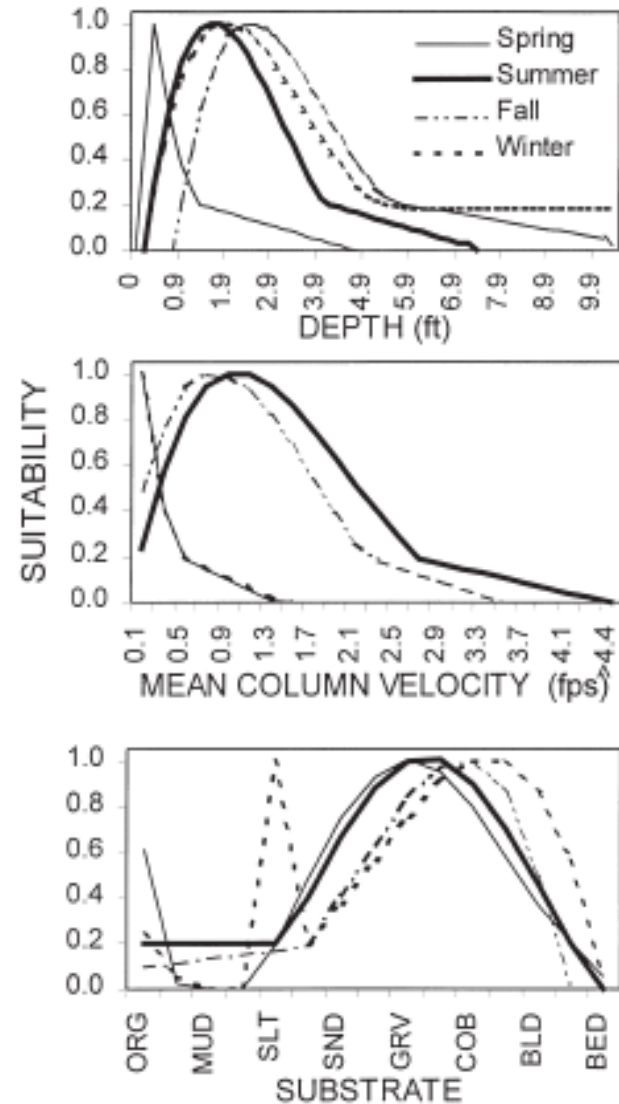 1.0
0.8
0.6
0.4
0.2
0.0
Spring
Summer
Fall
Winter
0
0.9
1.9
2.9
3.9
4.9
5.9
6.9
7.9
8.9
9.9
DEPTH (ft)
SUITABILITY
1.0
0.8
0.6
0.4
0.2
0.0
0.1
0.5
0.9
1.3
1.7
2.1
2.5
2.9
3.3
3.7
4.1
>4.4
MEAN COLUMN VELOCITY (fps)
1.0
0.8
0.6
0.4
0.2
0.0
ORG
MUD
SLT
SND
GRV
COB
BLD
BED
SUBSTRATE